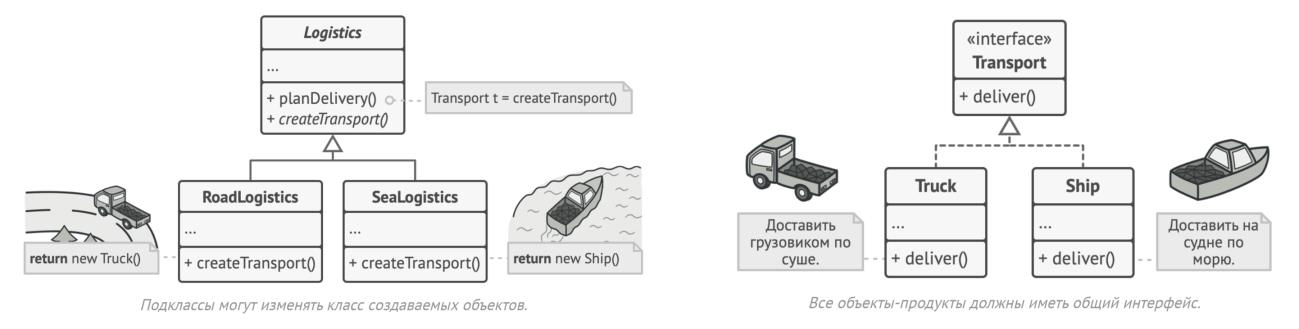 Logistics
...
+ planDelivery()
+ createTransport()
Transport t = createTransport()
RoadLogistics
...
+ createTransport()
SeaLogistics
...
+ createTransport()
return new Truck()
return new Ship()
Подклассы могут изменять класс создаваемых объектов.
«interface»
Transport
+ deliver()
Truck
...
+ deliver()
Ship
...
+ deliver()
Доставить
грузовиком по
суше.
Доставить на
судне по
морю.
Все объекты-продукты должны иметь общий интерфейс.